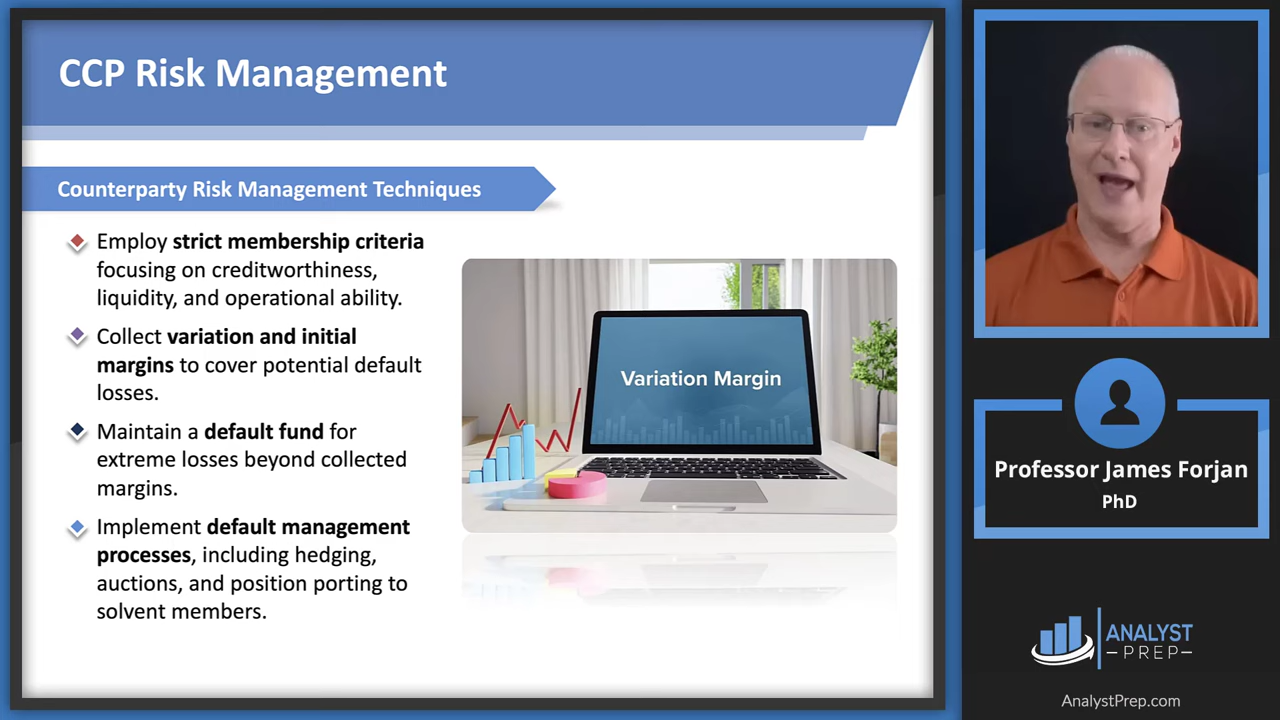 CCP Risk Management
Counterparty Risk Management Techniques
Employ strict membership criteria
focusing on creditworthiness,
liquidity, and operational ability.
Collect variation and initial
margins to cover potential default
losses.
Maintain a default fund for
extreme losses beyond collected
margins.
Implement default management
processes, including hedging,
auctions, and position porting to
solvent members.
Variation Margin
Professor James Forjan
PhD
ANALYST
PREP
AnalystPrep.com